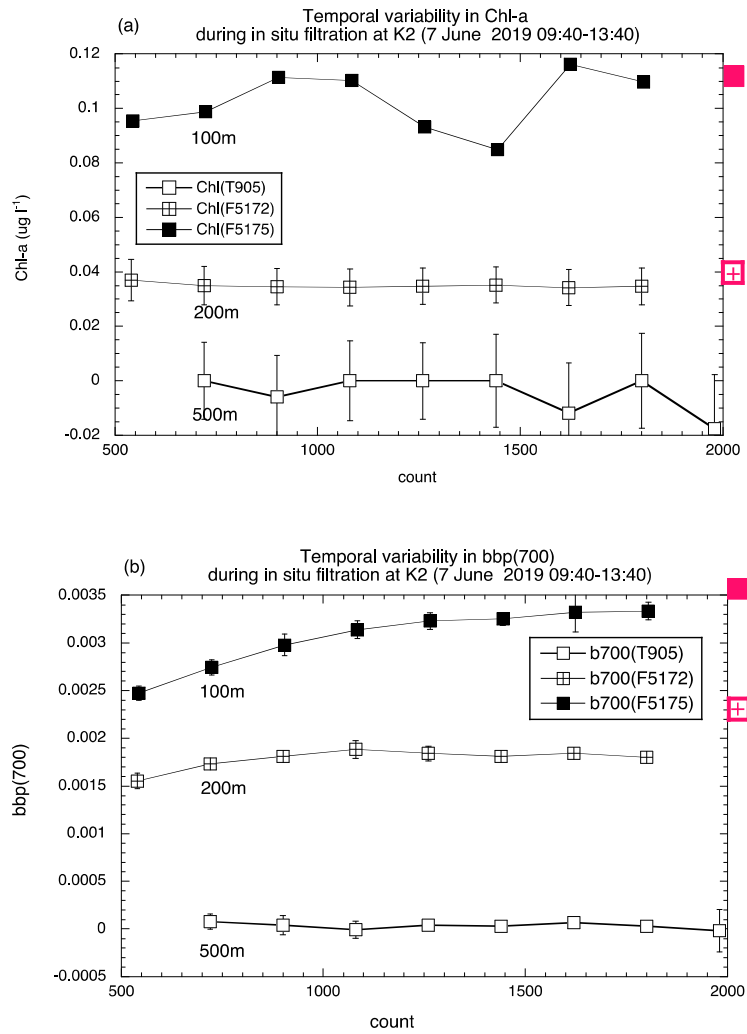 (a)
Temporal variability in Chl-a
during in situ filtration at K2 (7 June 2019 09:40-13:40)
0.12
0.1
0.08
0.06
0.04
0.02
0
-0.02
Chl-a (ug l⁻¹)
100m
Chl(T905)
Chl(F5172)
Chl(F5175)
200m
500m
500
1000
1500
2000
count
(b)
Temporal variability in bbp(700)
during in situ filtration at K2 (7 June 2019 09:40-13:40)
0.0035
0.003
0.0025
0.002
0.0015
0.001
0.0005
0
-0.0005
bbp(700)
100m
b700(T905)
b700(F5172)
b700(F5175)
200m
500m
500
1000
1500
2000
count